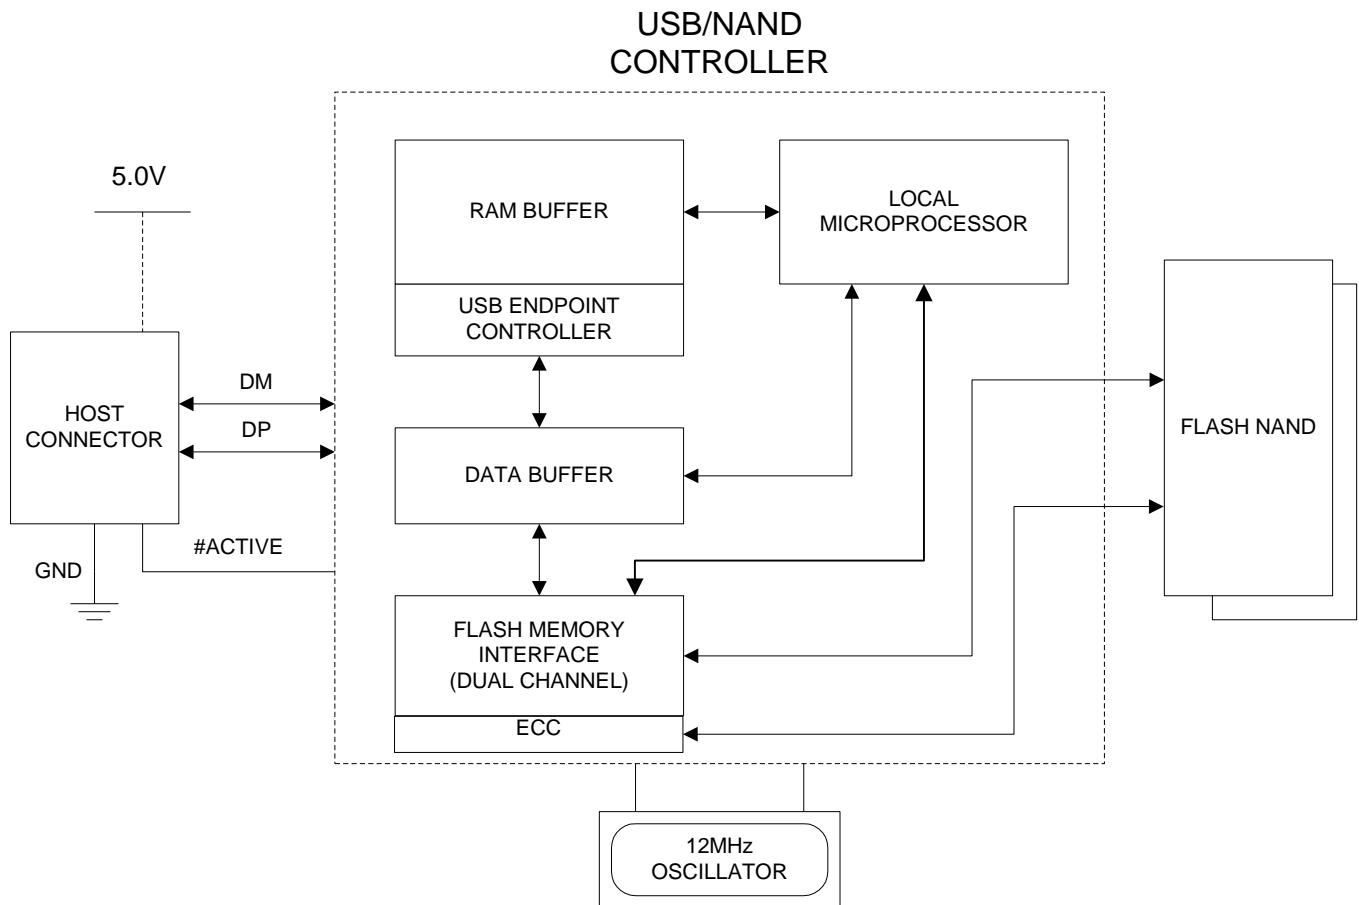 USB/NAND
CONTROLLER
5.0V
RAM BUFFER
LOCAL
MICROPROCESSOR
USB ENDPOINT
CONTROLLER
HOST
CONNECTOR
DM
DP
FLASH NAND
DATA BUFFER
#ACTIVE
GND
FLASH MEMORY
INTERFACE
(DUAL CHANNEL)
ECC
12MHz
OSCILLATOR